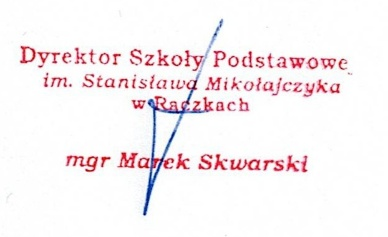 Dyrektor Szkoły Podstawowe
im. Stanisława Mikołajczyka
w Raczkach
mgr Marek Skwarski